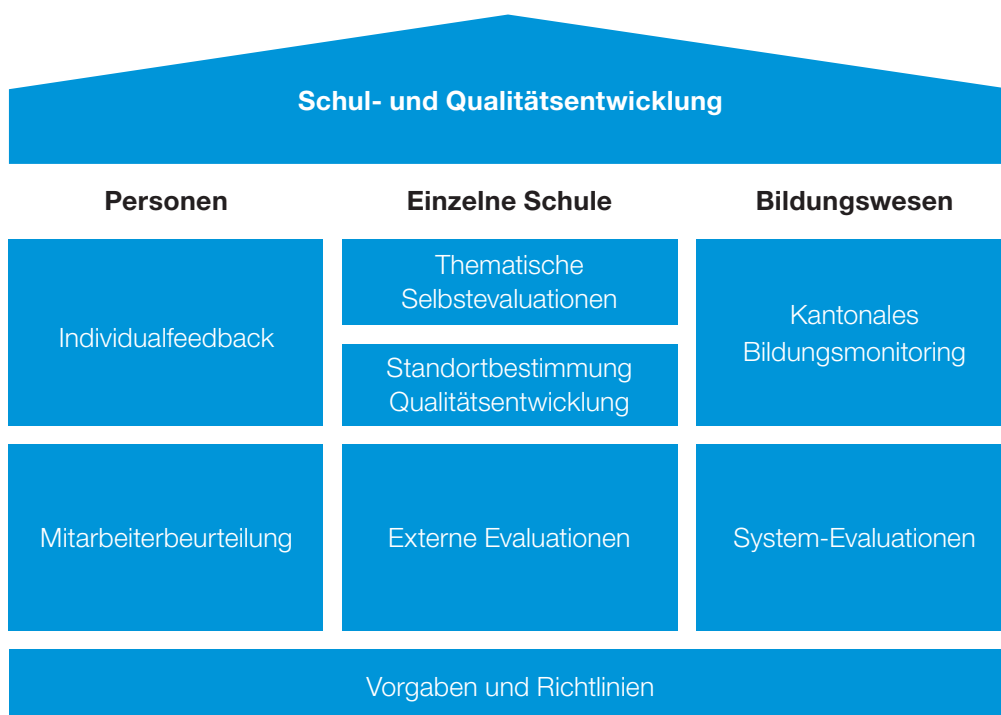 Schul- und Qualitätsentwicklung
Personen
Einzelne Schule
Bildungswesen
Individualfeedback
Thematische
Selbstevaluationen
Standortbestimmung
Qualitätsentwicklung
Kantonales
Bildungsmonitoring
Mitarbeiterbeurteilung
Externe Evaluationen
System-Evaluationen
Vorgaben und Richtlinien